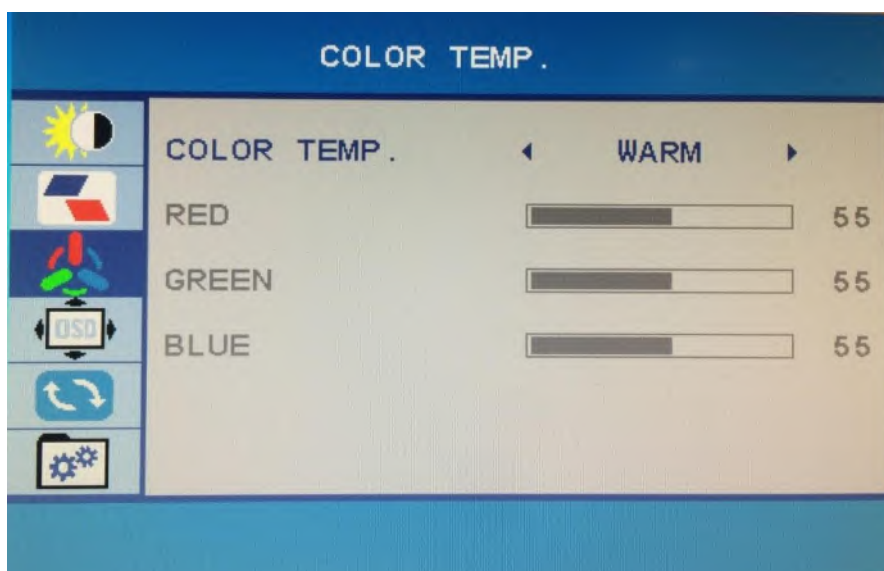 COLOR TEMP.
COLOR TEMP. WARM
RED 55
GREEN 55
BLUE 55
OSD